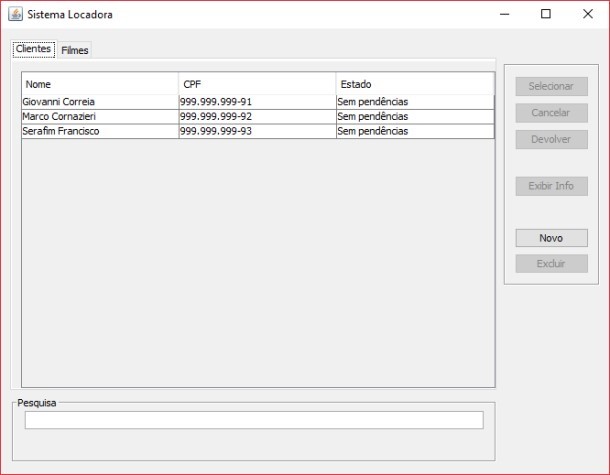 Sistema Locadora
Clientes Filmes
Nome CPF Estado
Giovanni Correia 999.999.999-91 Sem pendências
Marco Cornazieri 999.999.999-92 Sem pendências
Serafim Francisco 999.999.999-93 Sem pendências
Selecionar
Cancelar
Devolver
Exibir Info
Novo
Excluir
Pesquisa